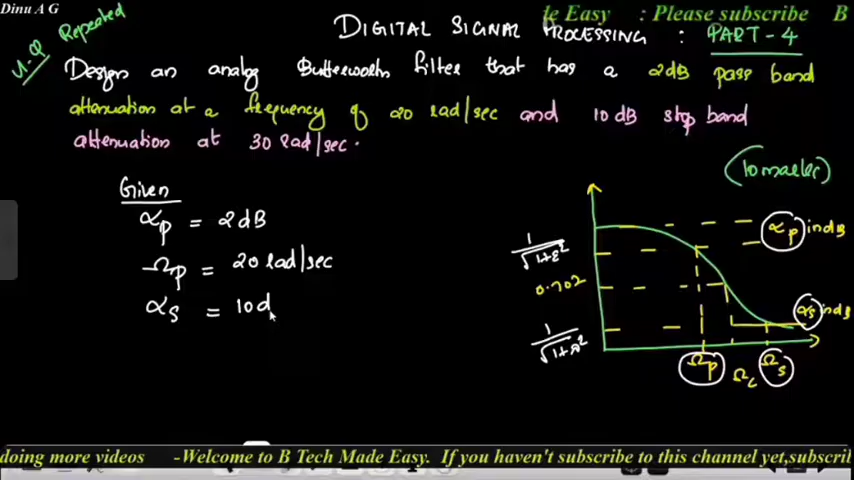 Dinu A G
le Easy : Please subscribe B
U.Q Repeated
DIGITAL SIGNAL PROCESSING : PART-4
Design an analog Butterworth filter that has a 2dB pass band
attenuation at a frequency of 20 rad/sec and 10 dB stop band
attenuation at 30 rad/sec.
(10 marks)
Given
αp = 2dB
Ωp = 20 rad/sec
αs = 10d
αp in dB
1/√1+ε²
0.707
αs in dB
1/√1+λ²
Ωp Ωc Ωs
doing more videos -Welcome to B Tech Made Easy. If you haven't subscribe to this channel yet,subscrib